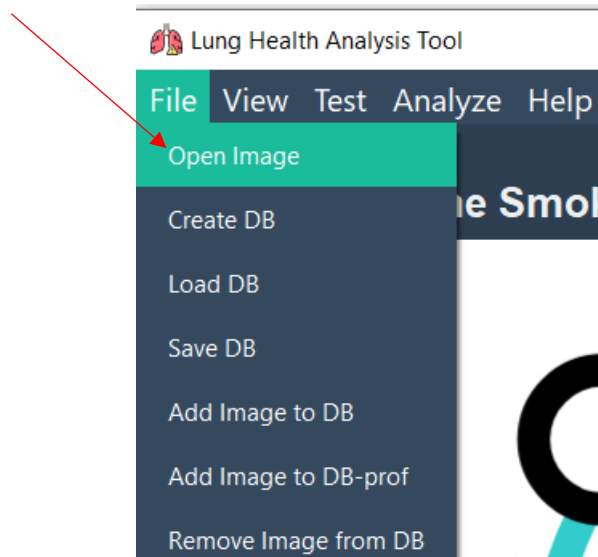 Lung Health Analysis Tool
File View Test Analyze Help
Open Image
Create DB
Load DB
Save DB
Add Image to DB
Add Image to DB-prof
Remove Image from DB